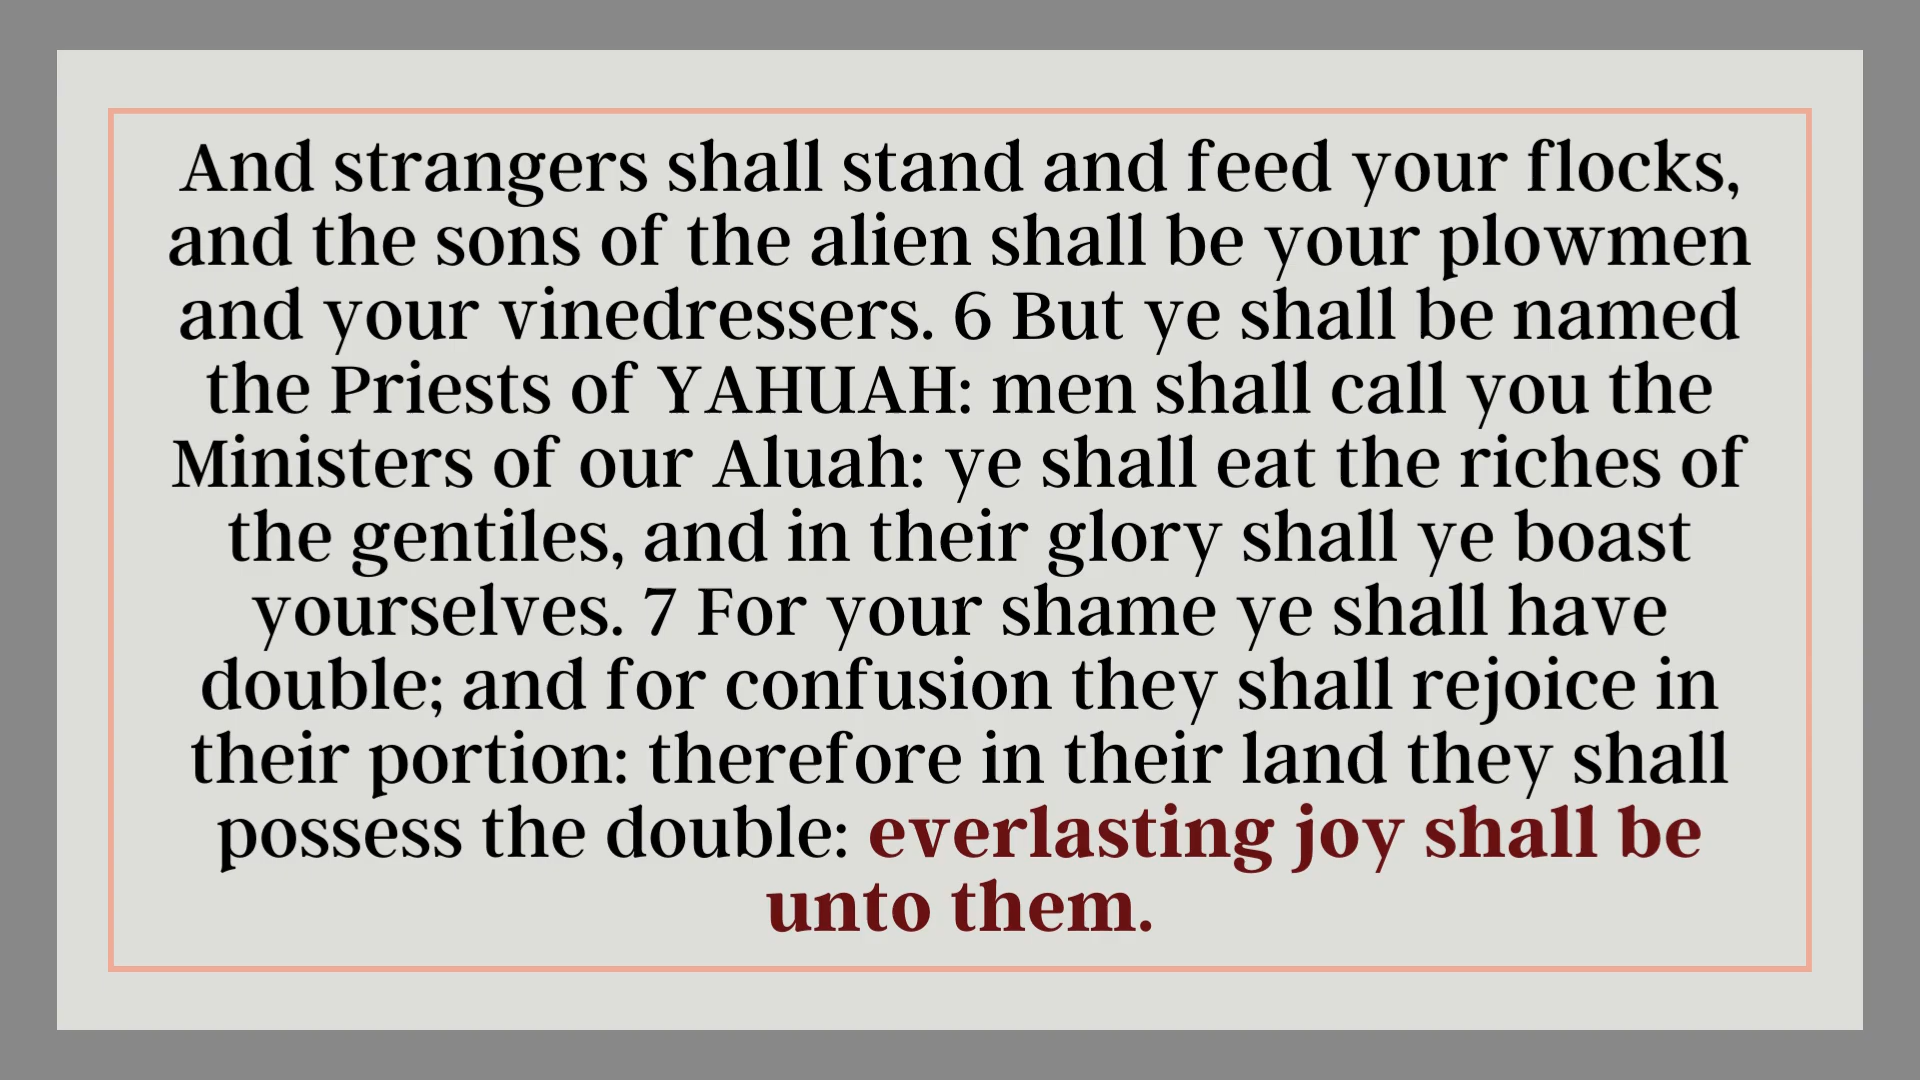 And strangers shall stand and feed your flocks,
and the sons of the alien shall be your plowmen
and your vinedressers. 6 But ye shall be named
the Priests of YAHUAH: men shall call you the
Ministers of our Aluah: ye shall eat the riches of
the gentiles, and in their glory shall ye boast
yourselves. 7 For your shame ye shall have
double; and for confusion they shall rejoice in
their portion: therefore in their land they shall
possess the double: everlasting joy shall be
unto them.